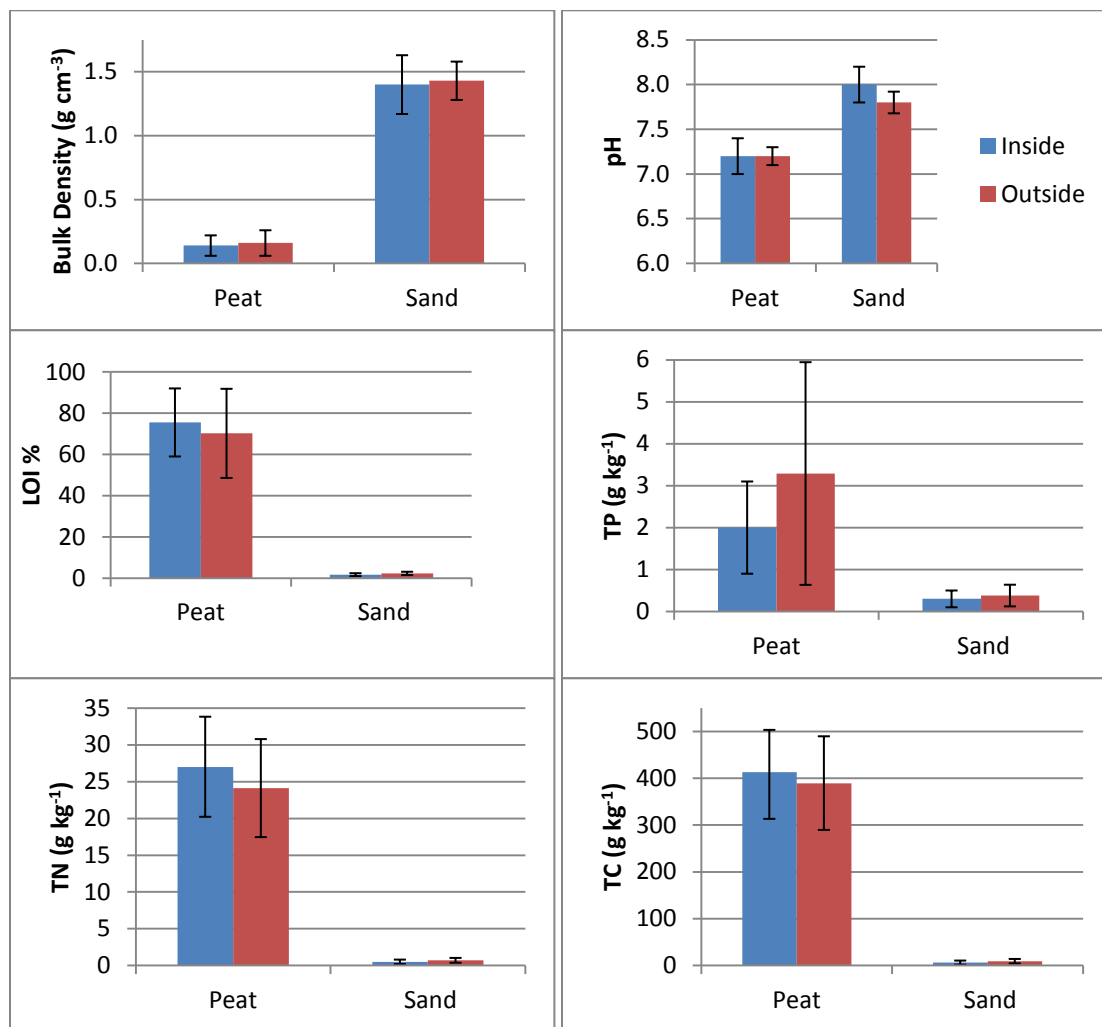 Bulk Density (g cm⁻³)
1.5
1.0
0.5
0.0
Peat Sand
pH
8.5
8.0
7.5
7.0
6.5
6.0
Peat Sand
Inside
Outside
LOI %
100
80
60
40
20
0
Peat Sand
TP (g kg⁻¹)
6
5
4
3
2
1
0
Peat Sand
TN (g kg⁻¹)
35
30
25
20
15
10
5
0
Peat Sand
TC (g kg⁻¹)
500
400
300
200
100
0
Peat Sand